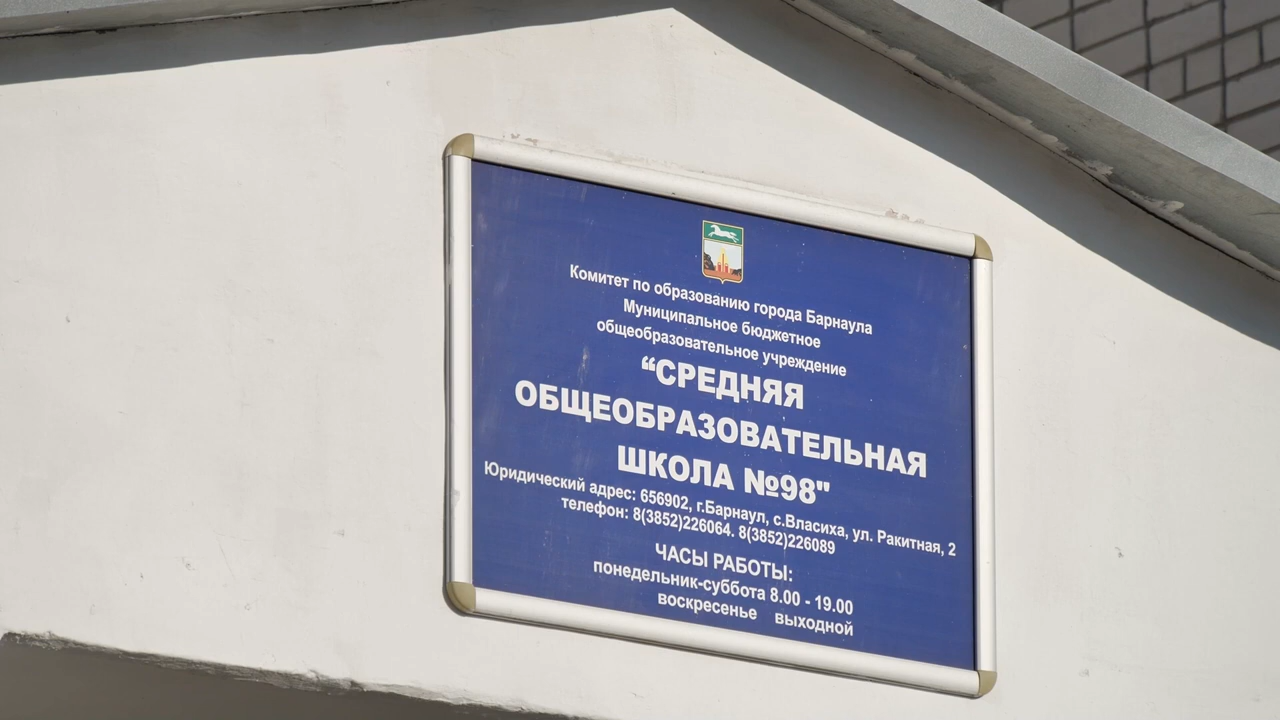 Комитет по образованию города Барнаула
Муниципальное бюджетное
общеобразовательное учреждение
“СРЕДНЯЯ
ОБЩЕОБРАЗОВАТЕЛЬНАЯ
ШКОЛА №98"
Юридический адрес: 656902, г.Барнаул, с.Власиха, ул. Ракитная, 2
телефон: 8(3852)226064. 8(3852)226089
ЧАСЫ РАБОТЫ:
понедельник-суббота 8.00 - 19.00
воскресенье выходной